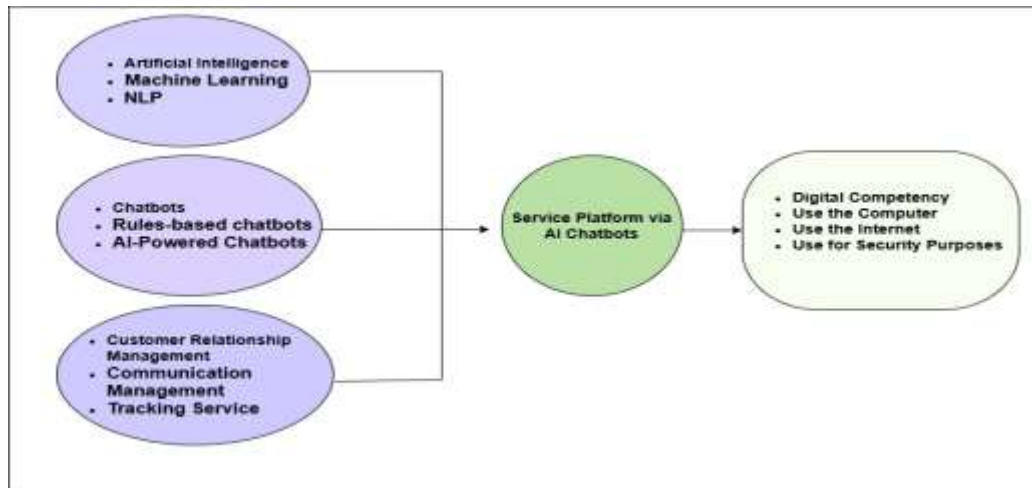 • Artificial Intelligence
• Machine Learning
• NLP
• Chatbots
• Rules-based chatbots
• AI-Powered Chatbots
• Customer Relationship
Management
• Communication
Management
• Tracking Service
Service Platform via
AI Chatbots
• Digital Competency
• Use the Computer
• Use the Internet
• Use for Security Purposes